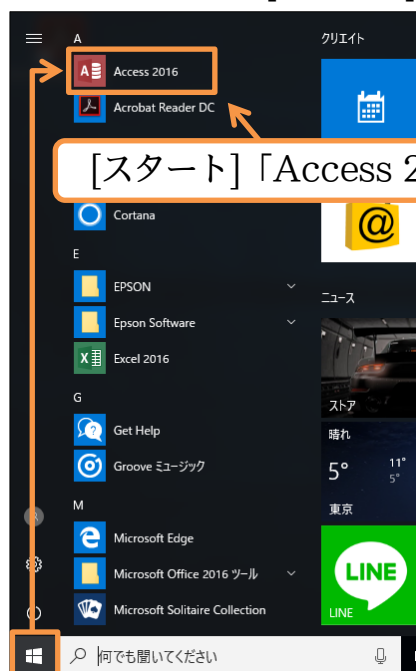 A
クリエイト
Access 2016
Acrobat Reader DC
[スタート]「Access 2
Cortana
E
EPSON
ニュース
Epson Software
Excel 2016
G
ストア
Get Help
晴れ
Groove ミュージック
5°
11°
5°
M
東京
Microsoft Edge
Microsoft Office 2016 ツール
LINE
Microsoft Solitaire Collection
LINE
何でも聞いてください